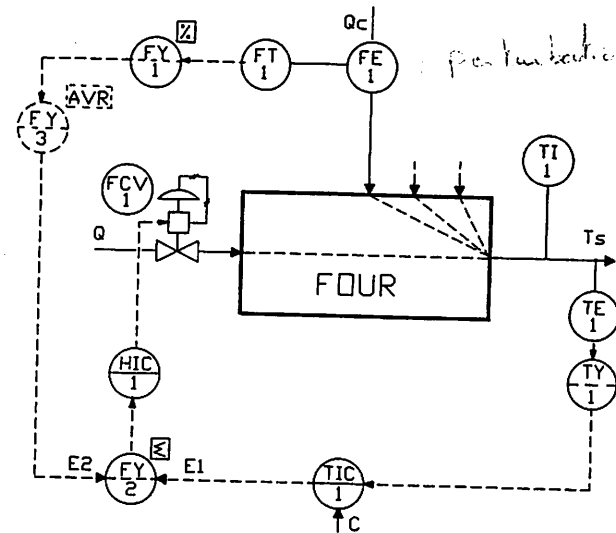 Qc
%
FY 1
FT 1
FE 1
AVR
FY 3
FCV 1
TI 1
Q
Ts
FOUR
TE 1
HIC 1
TY 1
Σ
E2
FY 2
E1
TIC 1
C